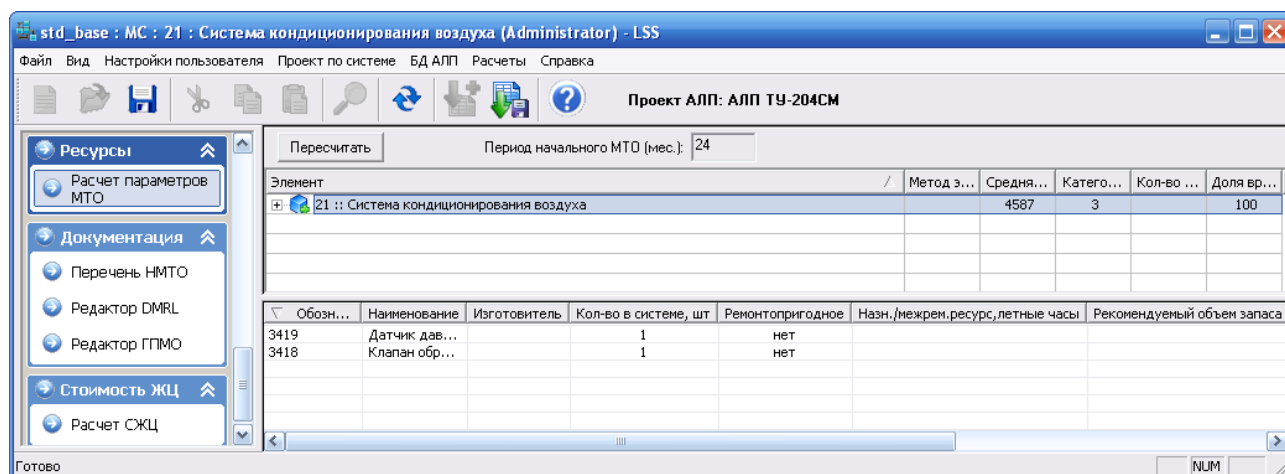 std_base : МС : 21 : Система кондиционирования воздуха (Administrator) - LSS
Файл Вид Настройки пользователя Проект по системе БД АЛП Расчеты Справка
Проект АЛП: АЛП ТУ-204СМ
Ресурсы
Расчет параметров
МТО
Документация
Перечень НМТО
Редактор DMRL
Редактор ГПМО
Стоимость ЖЦ
Расчет СЖЦ
Пересчитать Период начального МТО (мес.): 24
Элемент Метод з... Средня... Катего... Кол-во ... Доля вр...
21 :: Система кондиционирования воздуха 4587 3 100
Обозн... Наименование Изготовитель Кол-во в системе, шт Ремонтопригодное Назн./межрем.ресурс,летные часы Рекомендуемый объем запаса
3419 Датчик дав... 1 нет
3418 Клапан обр... 1 нет
Готово NUM